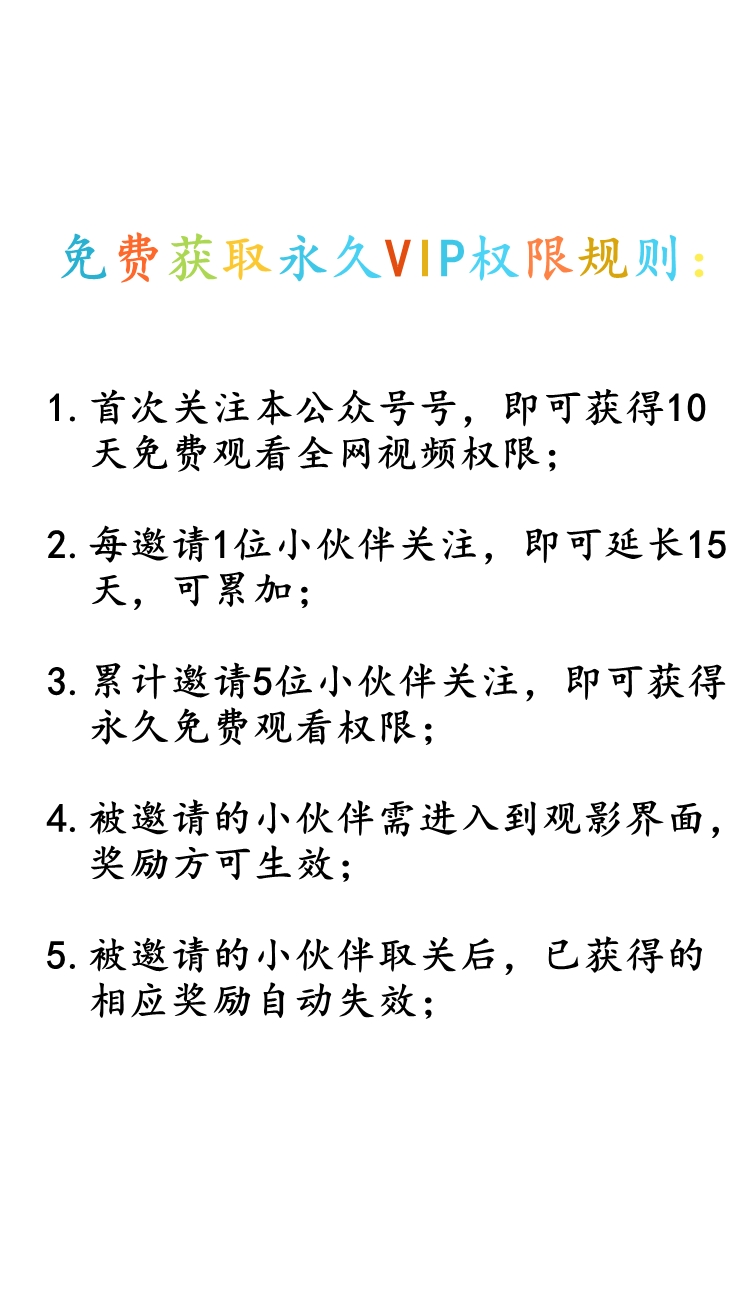 免费获取永久VIP权限规则：
1. 首次关注本公众号号，即可获得10
天免费观看全网视频权限；
2. 每邀请1位小伙伴关注，即可延长15
天，可累加；
3. 累计邀请5位小伙伴关注，即可获得
永久免费观看权限；
4. 被邀请的小伙伴需进入到观影界面，
奖励方可生效；
5. 被邀请的小伙伴取关后，已获得的
相应奖励自动失效；